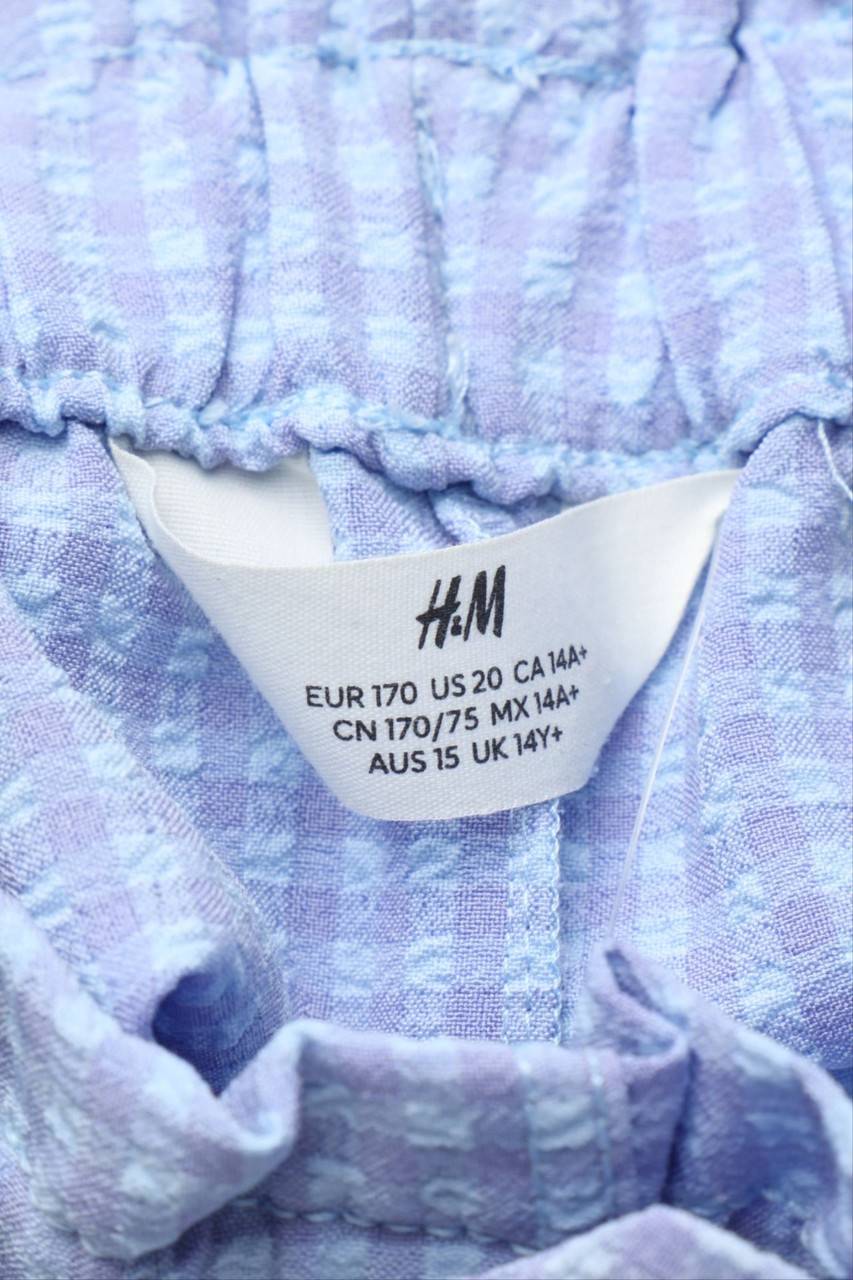 H&M
EUR 170 US 20 CA 14A+
CN 170/75 MX 14A+
AUS 15 UK 14Y+